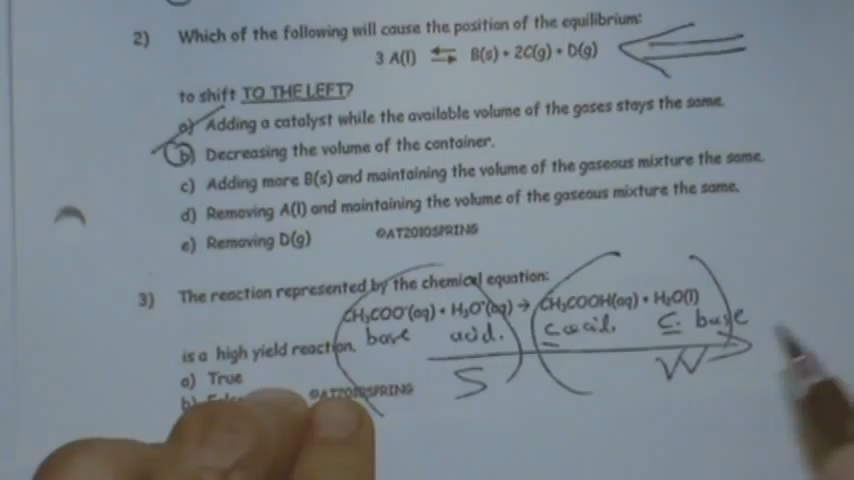 2) Which of the following will cause the position of the equilibrium:
3 A(l) ⇄ B(s) + 2C(g) + D(g)
to shift TO THE LEFT?
a) Adding a catalyst while the available volume of the gases stays the same.
b) Decreasing the volume of the container.
c) Adding more B(s) and maintaining the volume of the gaseous mixture the same.
d) Removing A(l) and maintaining the volume of the gaseous mixture the same.
e) Removing D(g) ©AT2010SPRING
3) The reaction represented by the chemical equation:
CH₃COO⁻(aq) + H₃O⁺(aq) → CH₃COOH(aq) + H₂O(l)
base acid. c acid. c. base
is a high yield reaction.
S W
a) True
b) ©AT2010SPRING